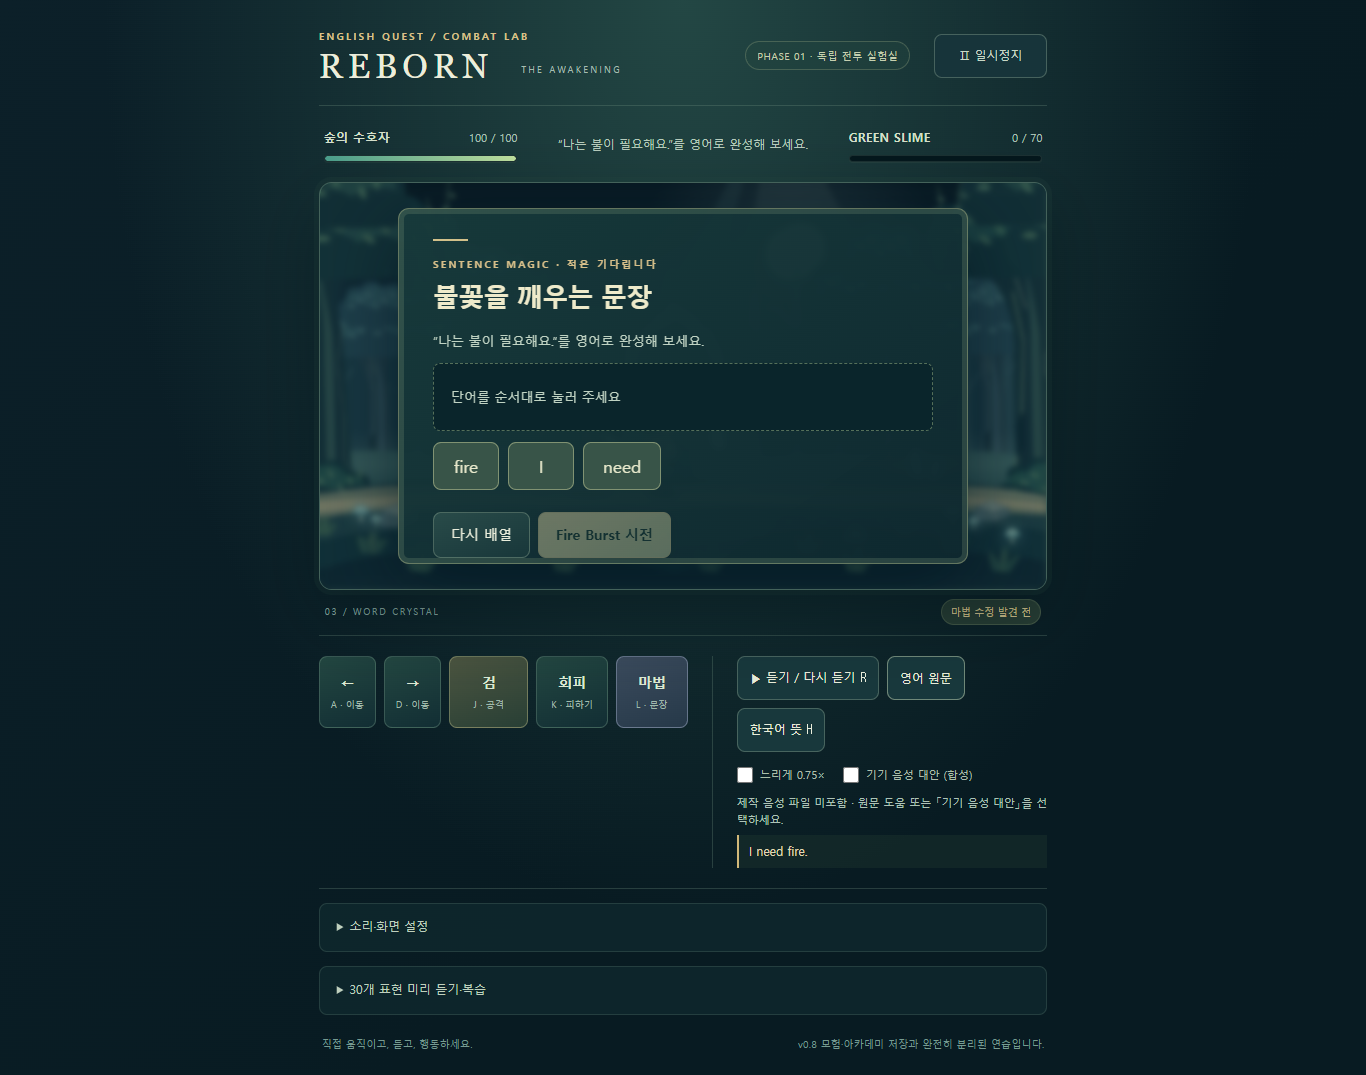 ENGLISH QUEST / COMBAT LAB
REBORN THE AWAKENING
PHASE 01 · 독립 전투 실험실
Ⅱ 일시정지
숲의 수호자 100 / 100
“나는 불이 필요해요.”를 영어로 완성해 보세요.
GREEN SLIME 0 / 70
SENTENCE MAGIC · 적은 기다립니다
불꽃을 깨우는 문장
“나는 불이 필요해요.”를 영어로 완성해 보세요.
단어를 순서대로 눌러 주세요
fire I need
다시 배열 Fire Burst 시전
03 / WORD CRYSTAL
마법 수정 발견 전
← → 검 회피 마법
A · 이동 D · 이동 J · 공격 K · 피하기 L · 문장
▶ 듣기 / 다시 듣기 R 영어 원문
한국어 뜻 H
느리게 0.75× 기기 음성 대안 (합성)
제작 음성 파일 미포함 · 원문 도움 또는 「기기 음성 대안」을 선
택하세요.
I need fire.
▶ 소리·화면 설정
▶ 30개 표현 미리 듣기·복습
직접 움직이고, 듣고, 행동하세요.
v0.8 모험·아카데미 저장과 완전히 분리된 연습입니다.